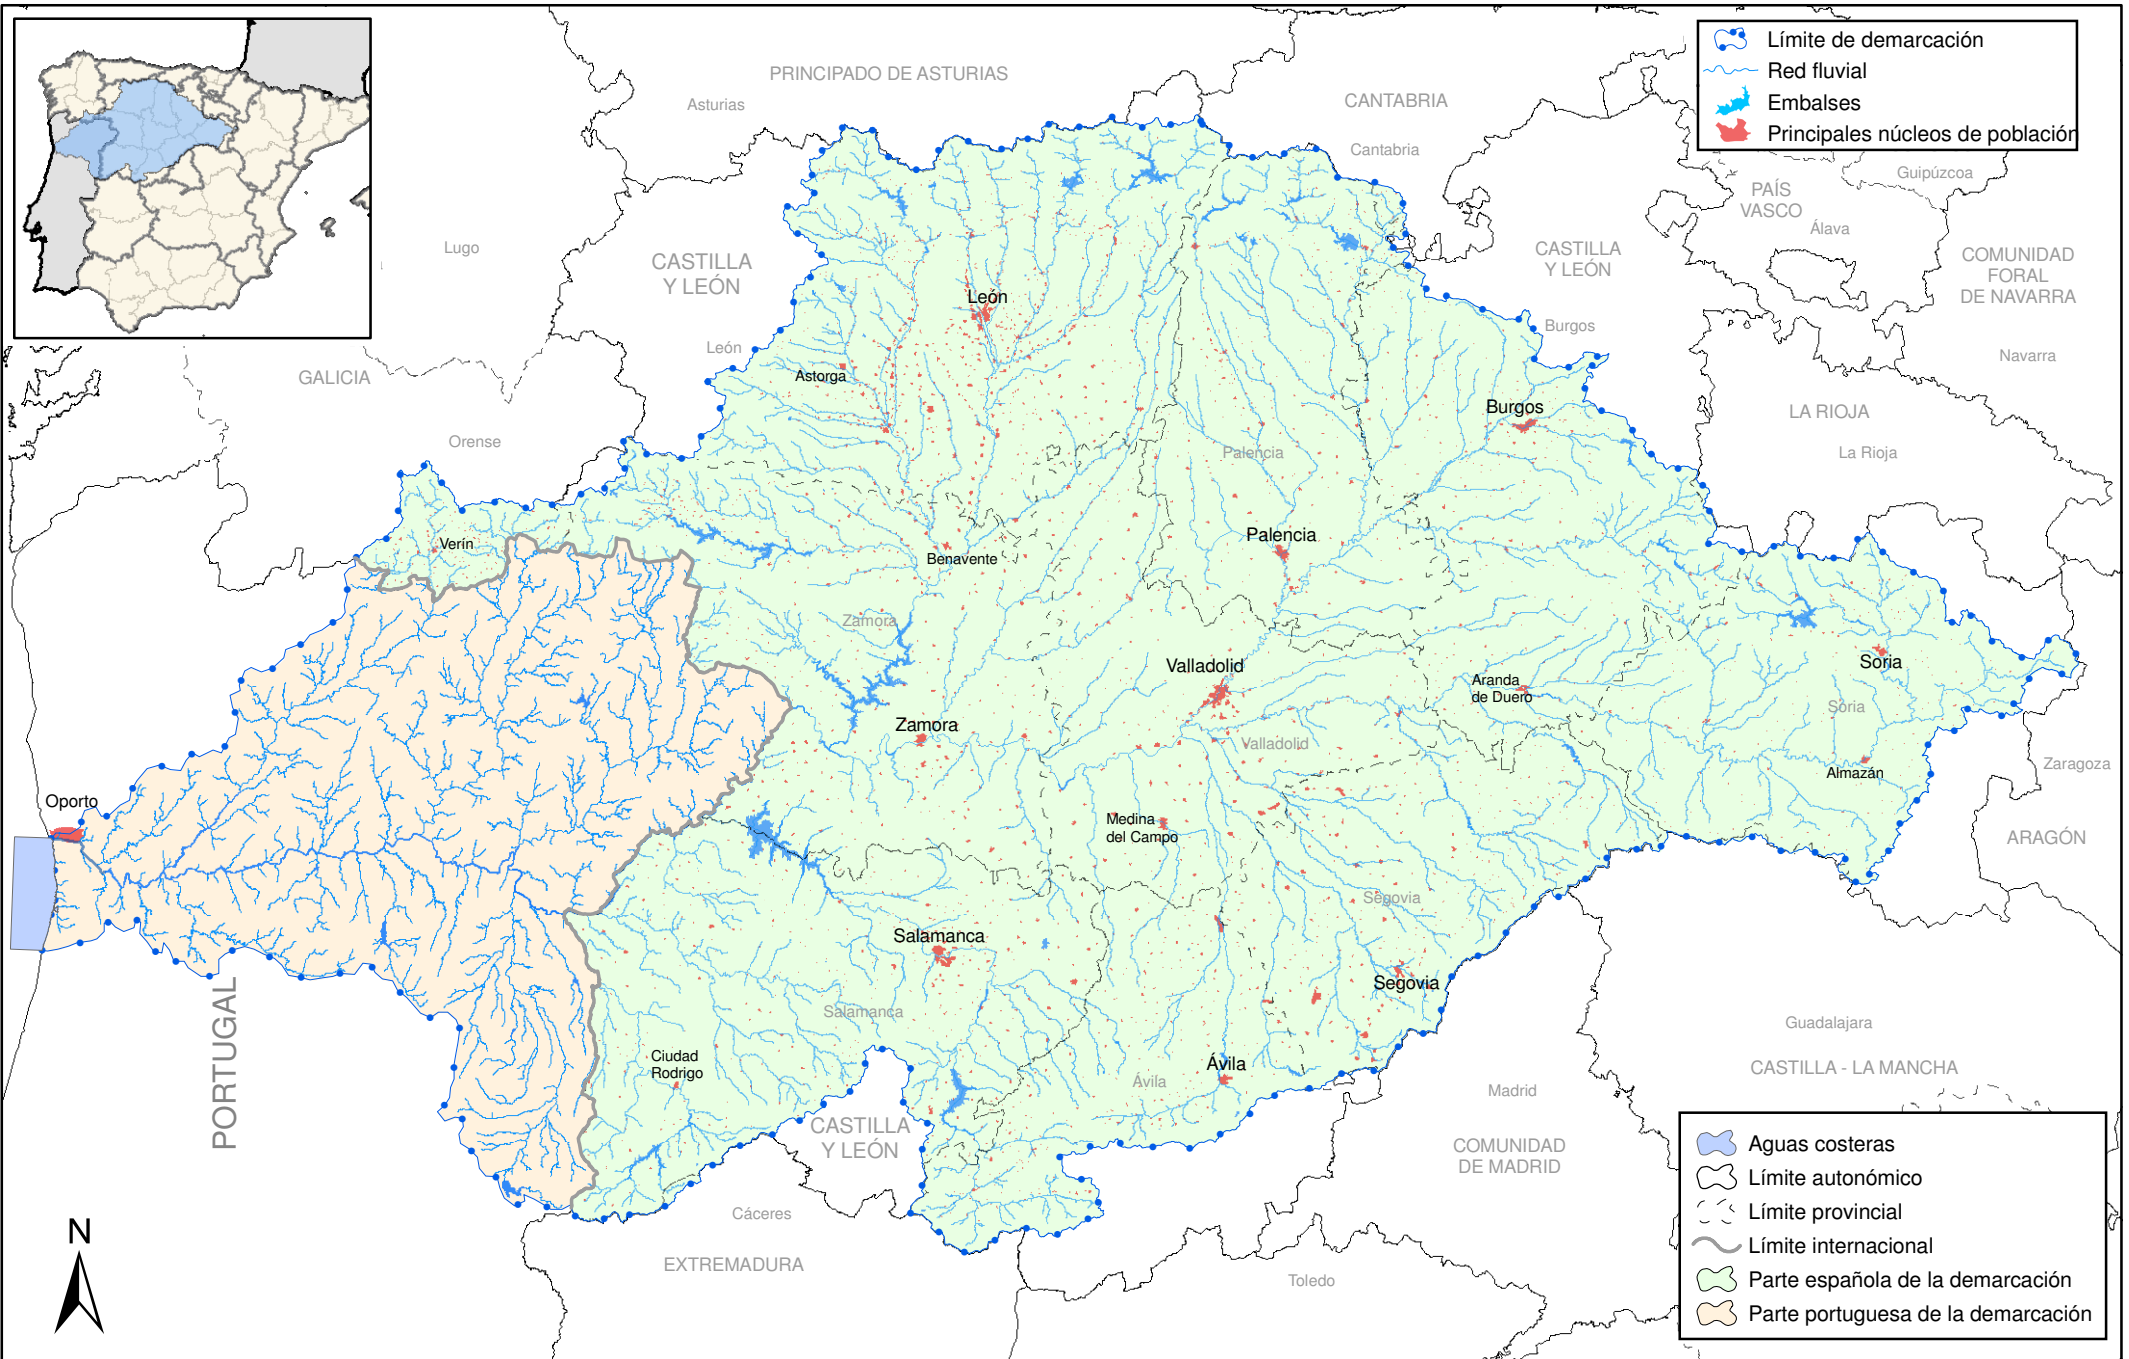 Límite de demarcación
Red fluvial
Embalses
Principales núcleos de población
PRINCIPADO DE ASTURIAS
Asturias
CANTABRIA
Cantabria
Guipúzcoa
PAÍS
VASCO
Álava
Lugo
CASTILLA
Y LEÓN
CASTILLA
Y LEÓN
COMUNIDAD
FORAL
DE NAVARRA
León
Burgos
León
Navarra
GALICIA
Astorga
Burgos
LA RIOJA
Orense
Palencia
La Rioja
Verín
Benavente
Palencia
Zamora
Valladolid
Soria
Aranda
de Duero
Soria
Zamora
Valladolid
Zaragoza
Almazán
Oporto
Medina
del Campo
ARAGÓN
Segovia
Salamanca
Segovia
PORTUGAL
Salamanca
Guadalajara
Ciudad
Rodrigo
Ávila
Ávila
CASTILLA - LA MANCHA
Madrid
CASTILLA
Y LEÓN
COMUNIDAD
DE MADRID
Cáceres
EXTREMADURA
Toledo
N
Aguas costeras
Límite autonómico
Límite provincial
Límite internacional
Parte española de la demarcación
Parte portuguesa de la demarcación